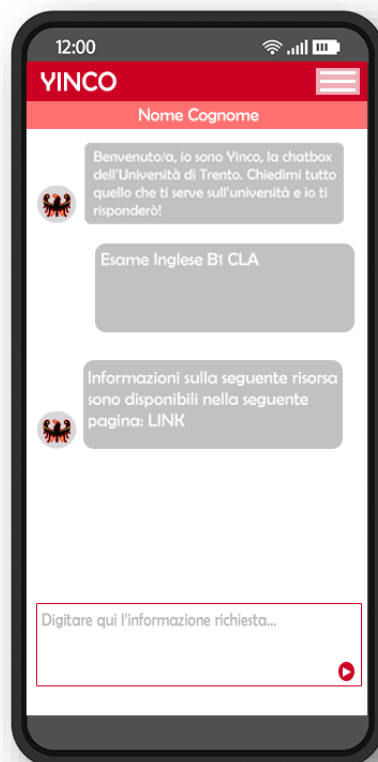 12:00
YINCO
Nome Cognome
Benvenuto/a, io sono Yinco, la chatbox
dell'Università di Trento. Chiedimi tutto
quello che ti serve sull'università e io ti
risponderò!
Esame Inglese B1 CLA
Informazioni sulla seguente risorsa
sono disponibili nella seguente
pagina: LINK
Digitare qui l'informazione richiesta...